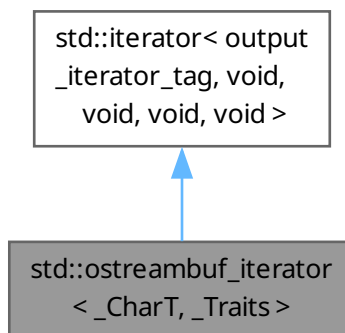 std::iterator< output
_iterator_tag, void,
void, void, void >
std::ostreambuf_iterator
< _CharT, _Traits >